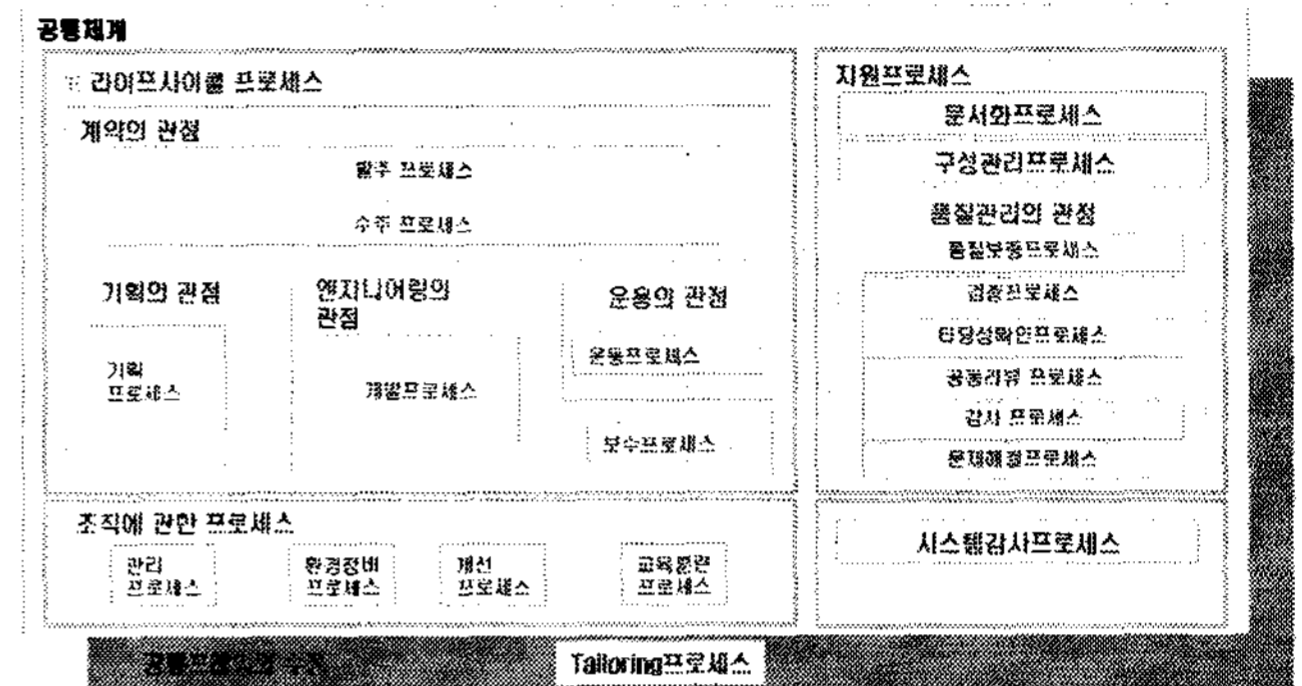 공통체계
주 라이프사이클 프로세스
계약의 관점
발주 프로세스
수주 프로세스
기획의 관점
기획
프로세스
엔지니어링의
관점
개발프로세스
운용의 관점
운용프로세스
보수프로세스
조직에 관한 프로세스
관리
프로세스
환경정비
프로세스
개선
프로세스
교육훈련
프로세스
지원프로세스
문서화프로세스
구성관리프로세스
품질관리의 관점
품질보증프로세스
검증프로세스
타당성확인프로세스
공동리뷰 프로세스
감사 프로세스
문제해결프로세스
시스템감사프로세스
공통프레임의 수정
Tailoring프로세스